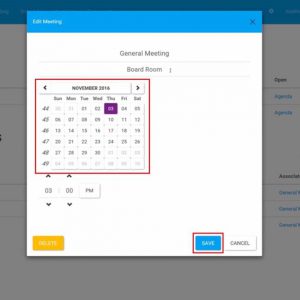 Edit Meeting
General Meeting
Board Room
NOVEMBER 2016
Sun Mon Tue Wed Thu Fri Sat
45 30 31 01 02 03 04 05
46 06 07 08 09 10 11 12
47 13 14 15 16 17 18 19
47 20 21 22 23 24 25 26
48 27 28 29 30 01 02 03
49 04 05 06 07 08 09 10
03 : 00 PM
DELETE
SAVE
CANCEL
Open
Agenda
Agenda
Associate
General M
General M